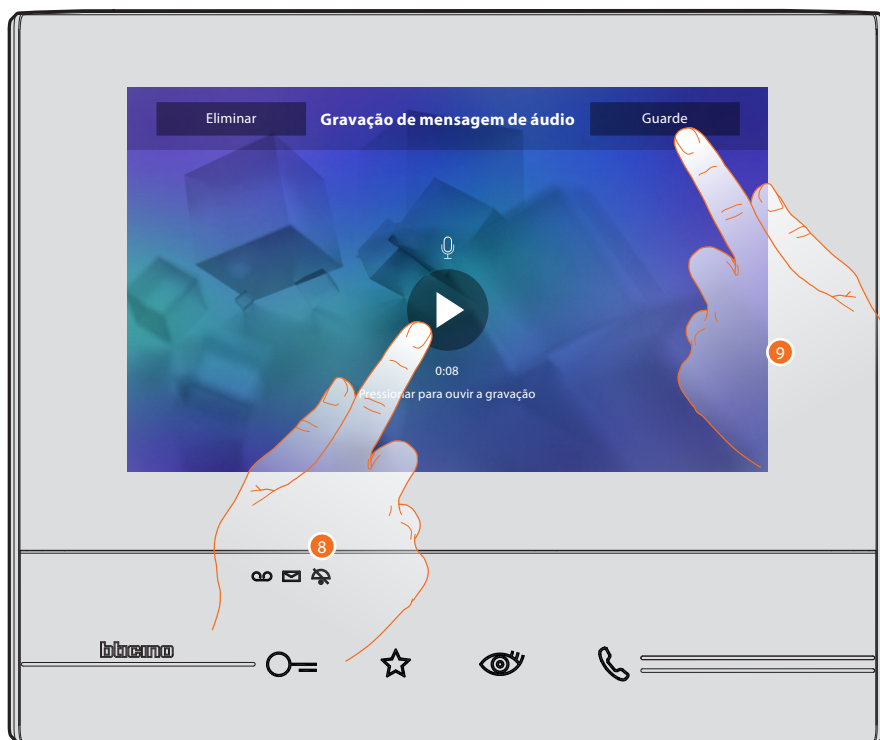 Eliminar
Gravação de mensagem de áudio
Guarde
0:08
Pressionar para ouvir a gravação
9
8
bticino